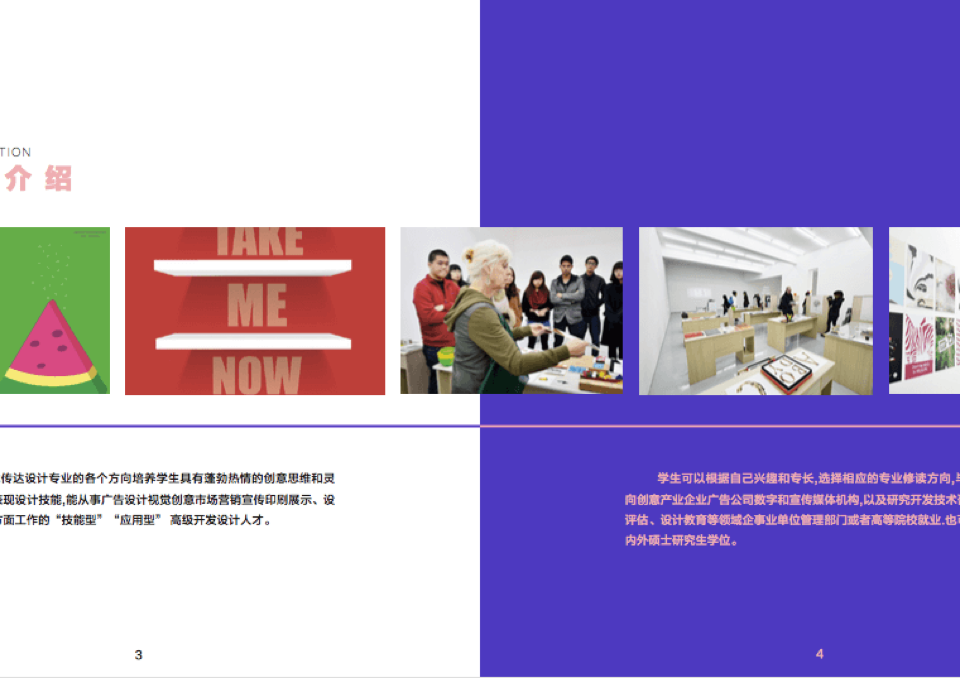 TION
介绍
TAKE
ME
NOW
传达设计专业的各个方向培养学生具有蓬勃热情的创意思维和灵
表现设计技能,能从事广告设计视觉创意市场营销宣传印刷展示、设
方面工作的“技能型”“应用型” 高级开发设计人才。
3
学生可以根据自己兴趣和专长,选择相应的专业修读方向,毕
向创意产业企业广告公司数字和宣传媒体机构,以及研究开发技术
评估、设计教育等领域企事业单位管理部门或者高等院校就业.也可
内外硕士研究生学位。
4